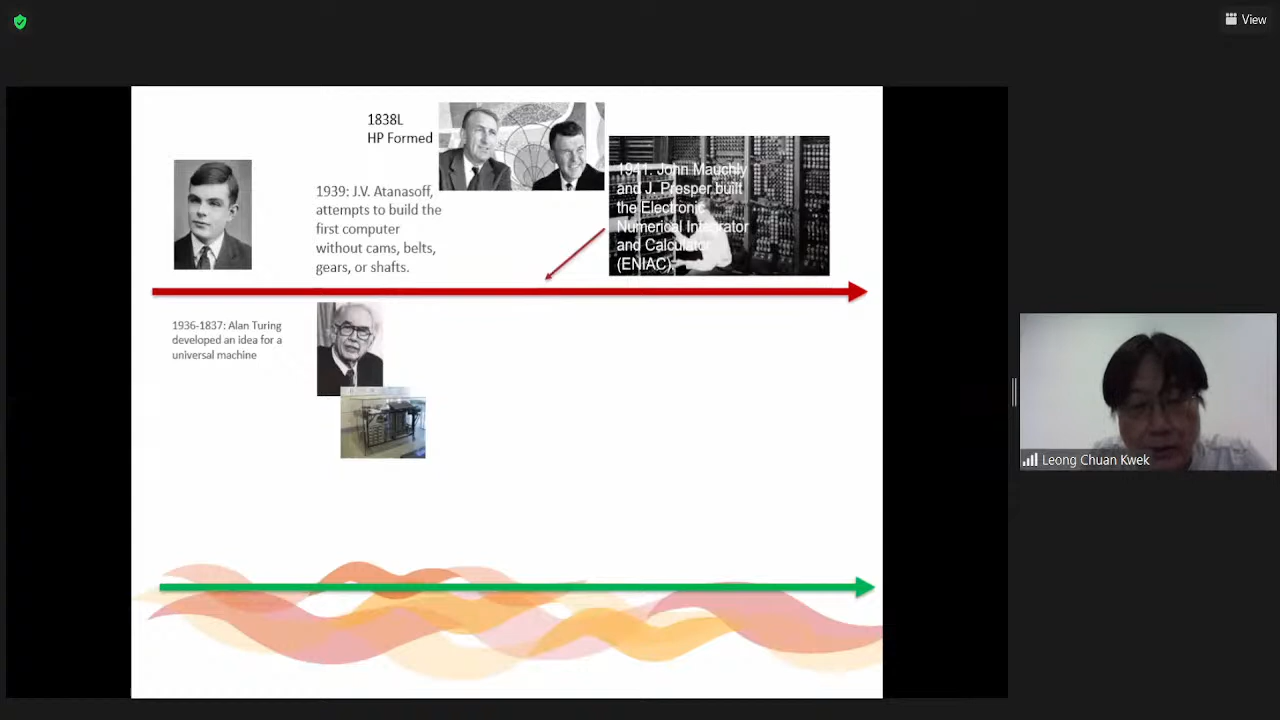 View
1838L
HP Formed
1941: John Mauchly
and J. Presper built
the Electronic
Numerical Integrator
and Calculator
(ENIAC).
1939: J.V. Atanasoff,
attempts to build the
first computer
without cams, belts,
gears, or shafts.
1936-1837: Alan Turing
developed an idea for a
universal machine
Leong Chuan Kwek